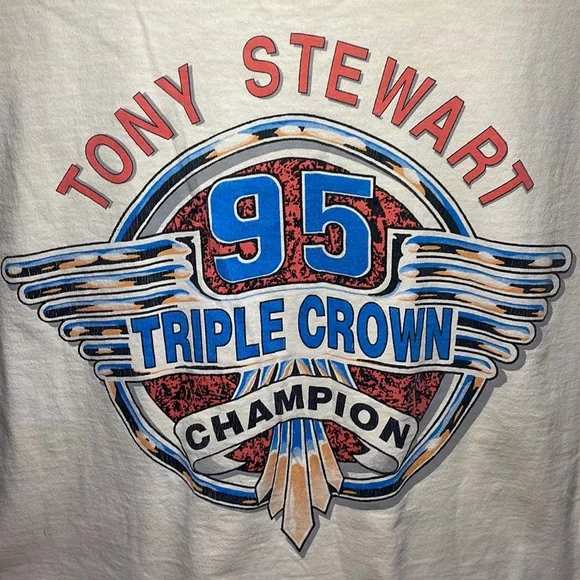 TONY STEWART
95
TRIPLE CROWN
CHAMPION